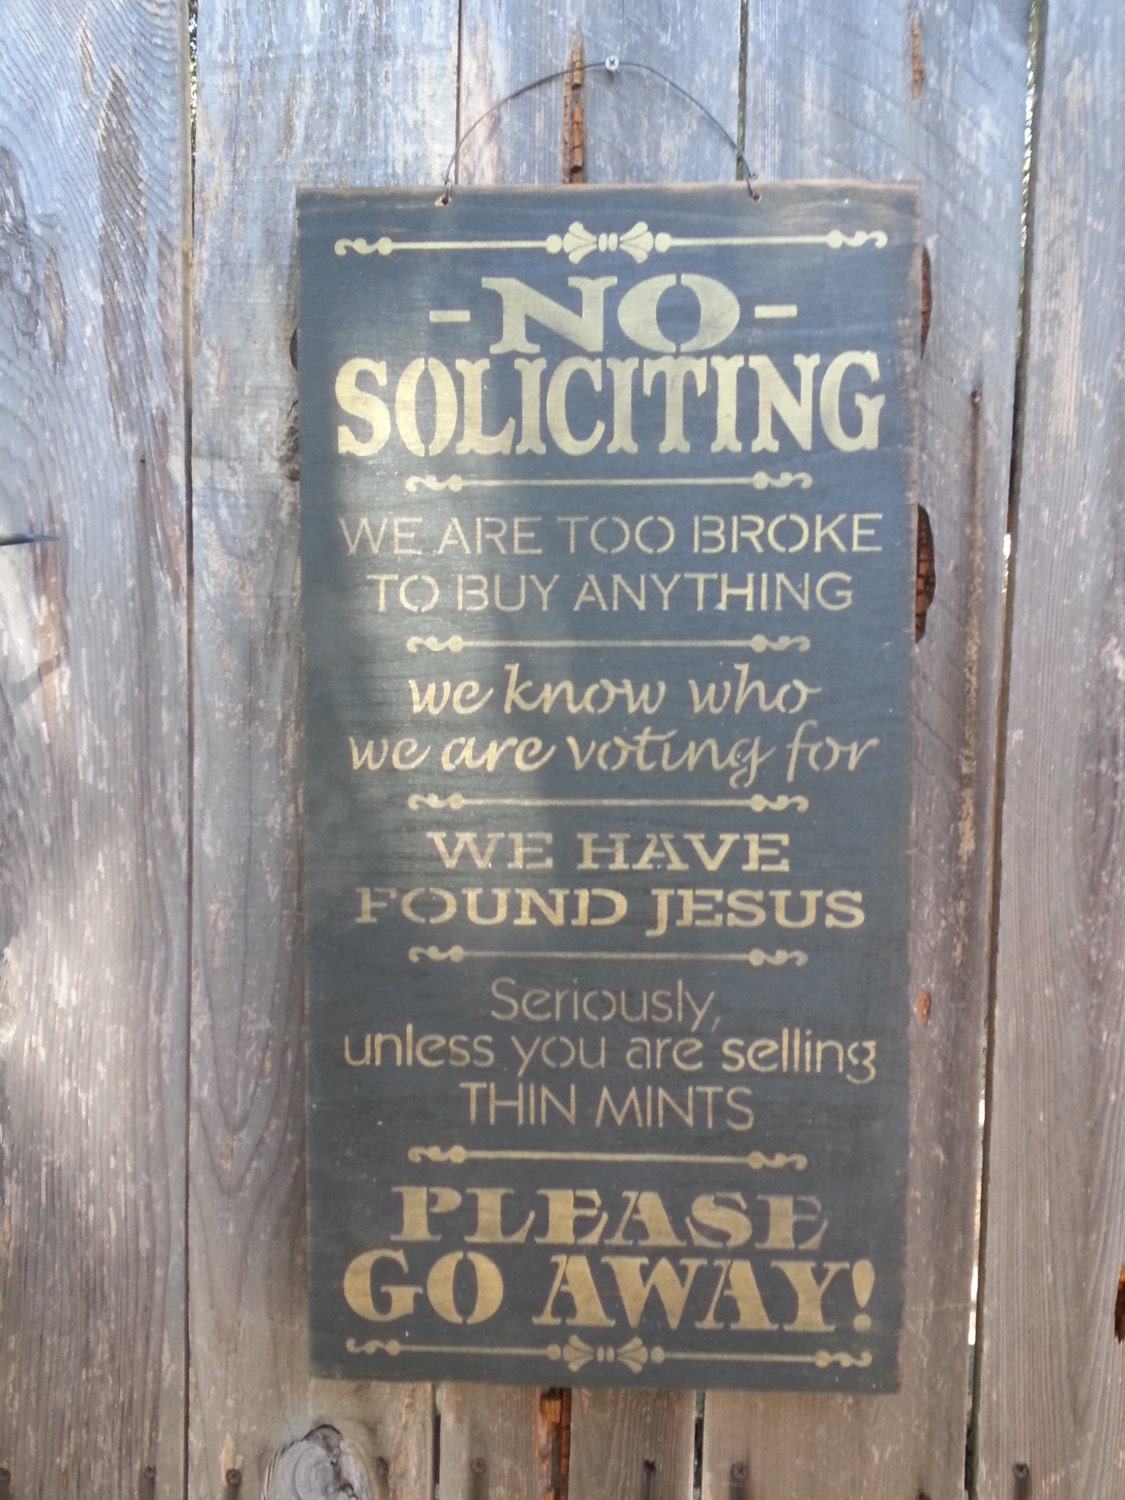 -NO-
SOLICITING
WE ARE TOO BROKE
TO BUY ANYTHING
we know who
we are voting for
WE HAVE
FOUND JESUS
Seriously,
unless you are selling
THIN MINTS
PLEASE
GO AWAY!